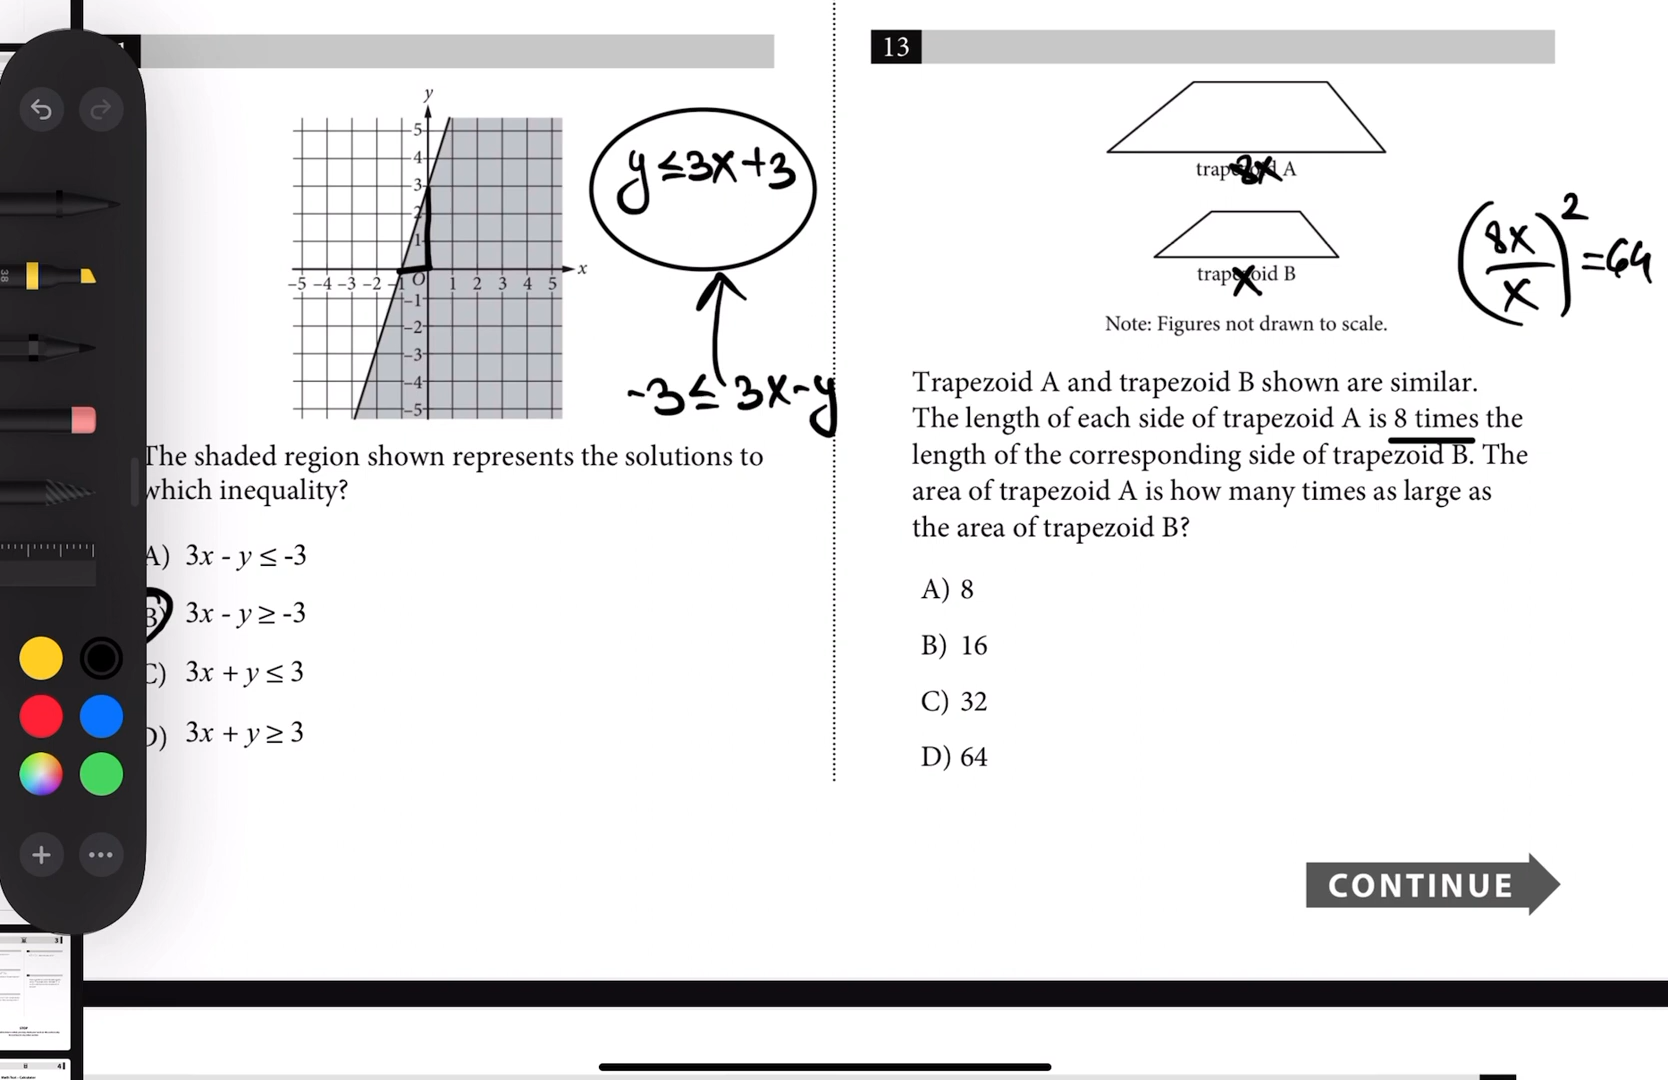 y
5
4
3
2
1
-5 -4 -3 -2 -1 O 1 2 3 4 5 x
-1
-2
-3
-4
-5
y ≤ 3x + 3
-3 ≤ 3x - y
The shaded region shown represents the solutions to
which inequality?
A) 3x - y ≤ -3
B) 3x - y ≥ -3
C) 3x + y ≤ 3
D) 3x + y ≥ 3
13
trapezoid A
8x
trapezoid B
x
(8x/x)² = 64
Note: Figures not drawn to scale.
Trapezoid A and trapezoid B shown are similar.
The length of each side of trapezoid A is 8 times the
length of the corresponding side of trapezoid B. The
area of trapezoid A is how many times as large as
the area of trapezoid B?
A) 8
B) 16
C) 32
D) 64
CONTINUE
38
3
4